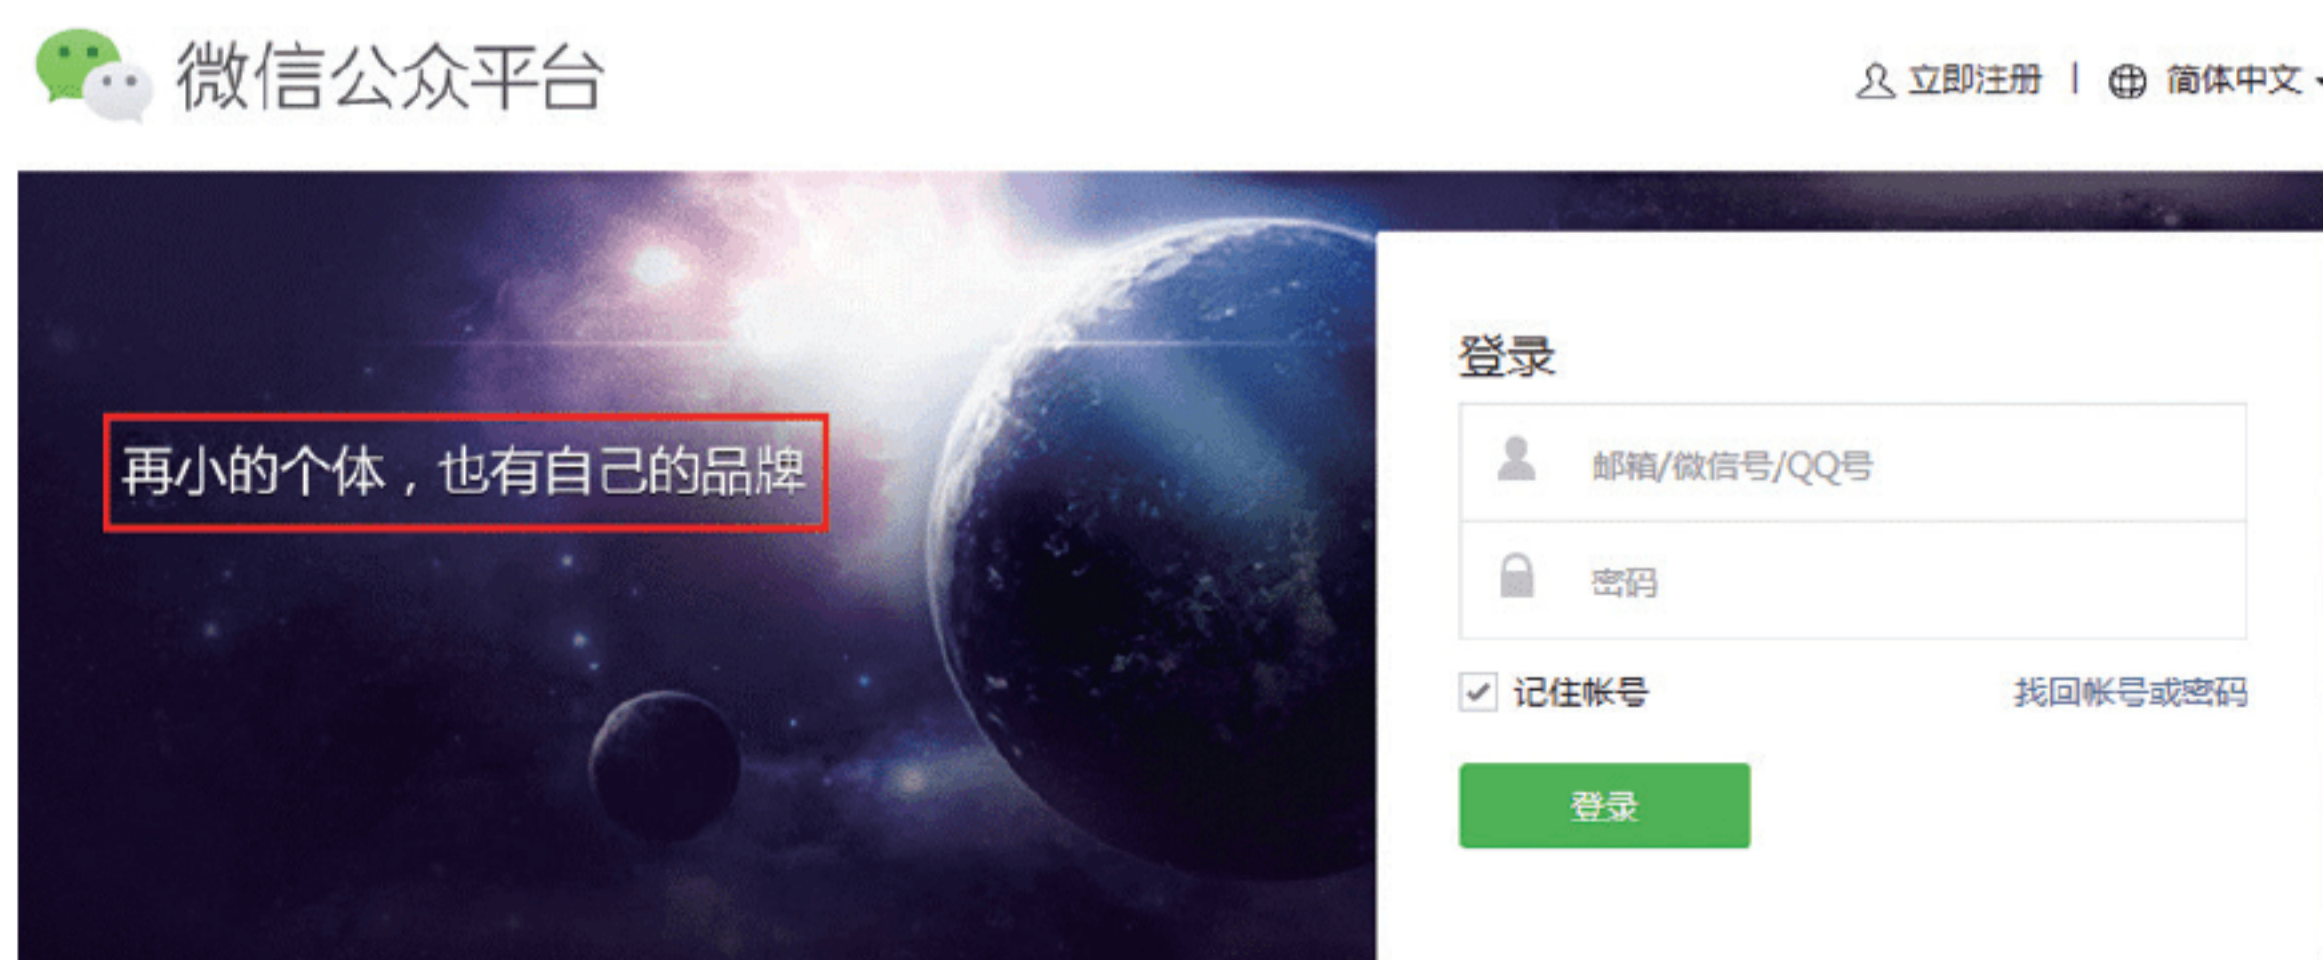 微信公众平台
立即注册 | 简体中文
再小的个体，也有自己的品牌
登录
邮箱/微信号/QQ号
密码
记住帐号 找回帐号或密码
登录